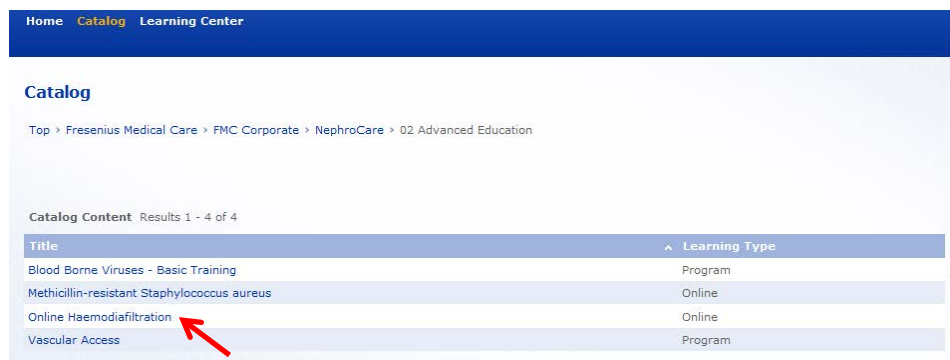 Home Catalog Learning Center
Catalog
Top › Fresenius Medical Care › FMC Corporate › NephroCare › 02 Advanced Education
Catalog Content Results 1 - 4 of 4
Title Learning Type
Blood Borne Viruses - Basic Training Program
Methicillin-resistant Staphylococcus aureus Online
Online Haemodiafiltration Online
Vascular Access Program